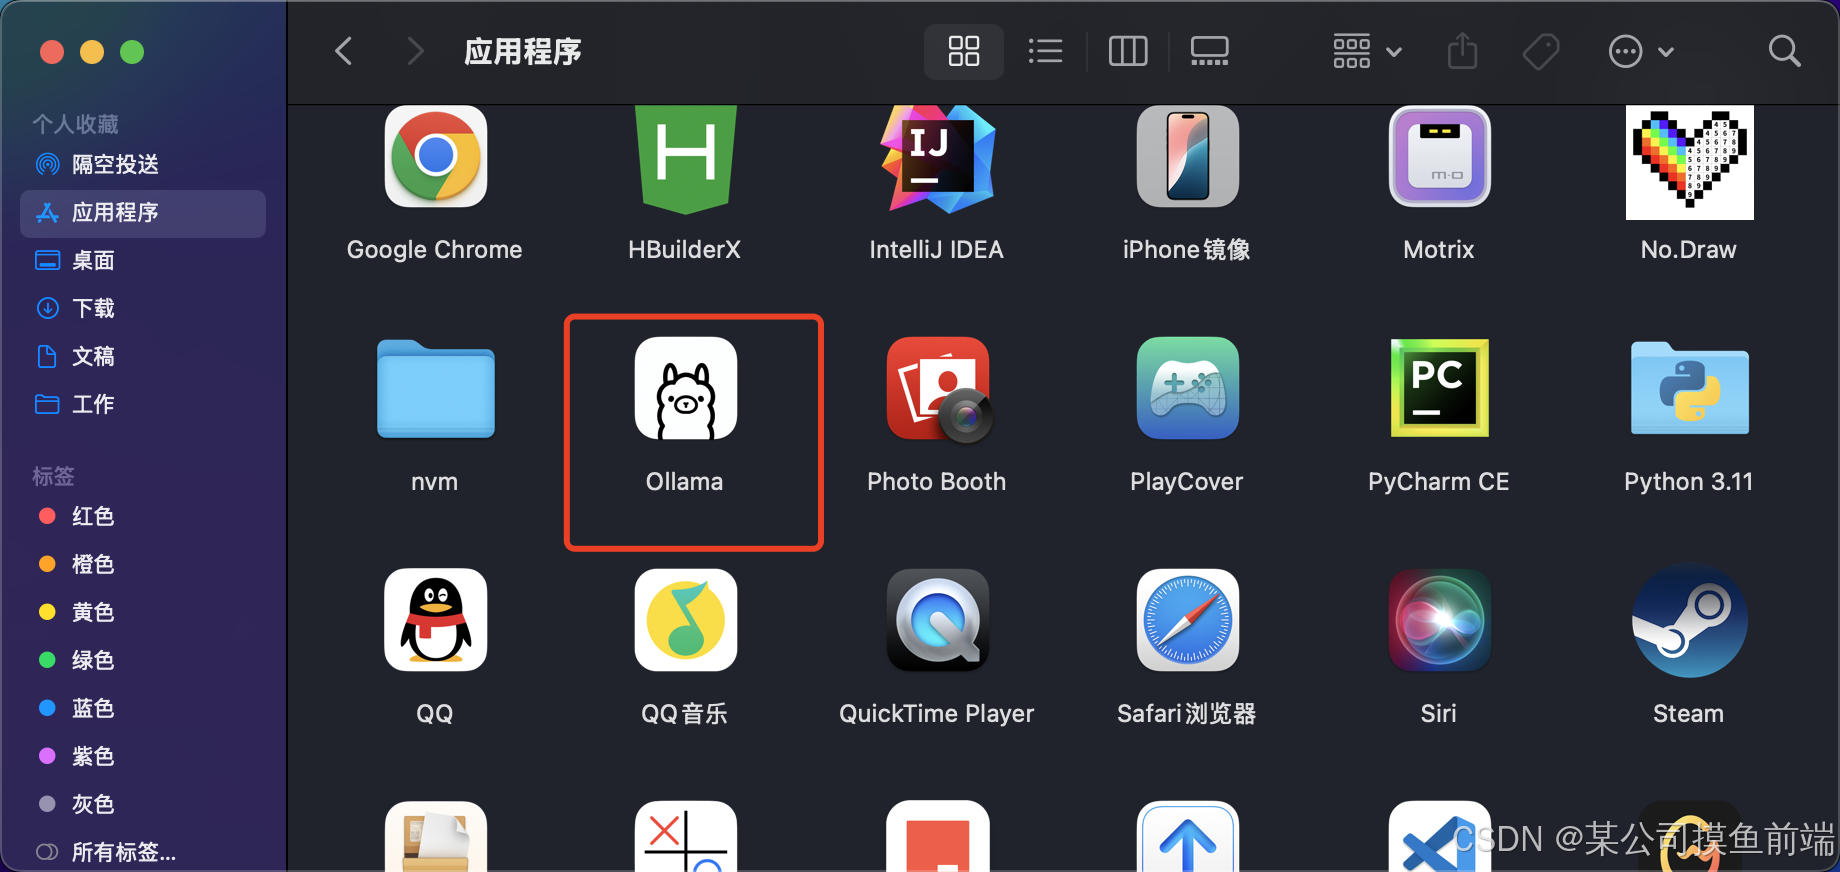 应用程序
个人收藏
隔空投送
应用程序
桌面
下载
文稿
工作
标签
红色
橙色
黄色
绿色
蓝色
紫色
灰色
所有标签...
H
IJ
m·o
Google Chrome
HBuilderX
IntelliJ IDEA
iPhone镜像
Motrix
No.Draw
PC
nvm
Ollama
Photo Booth
PlayCover
PyCharm CE
Python 3.11
QQ
QQ音乐
QuickTime Player
Safari浏览器
Siri
Steam
CSDN @某公司摸鱼前端